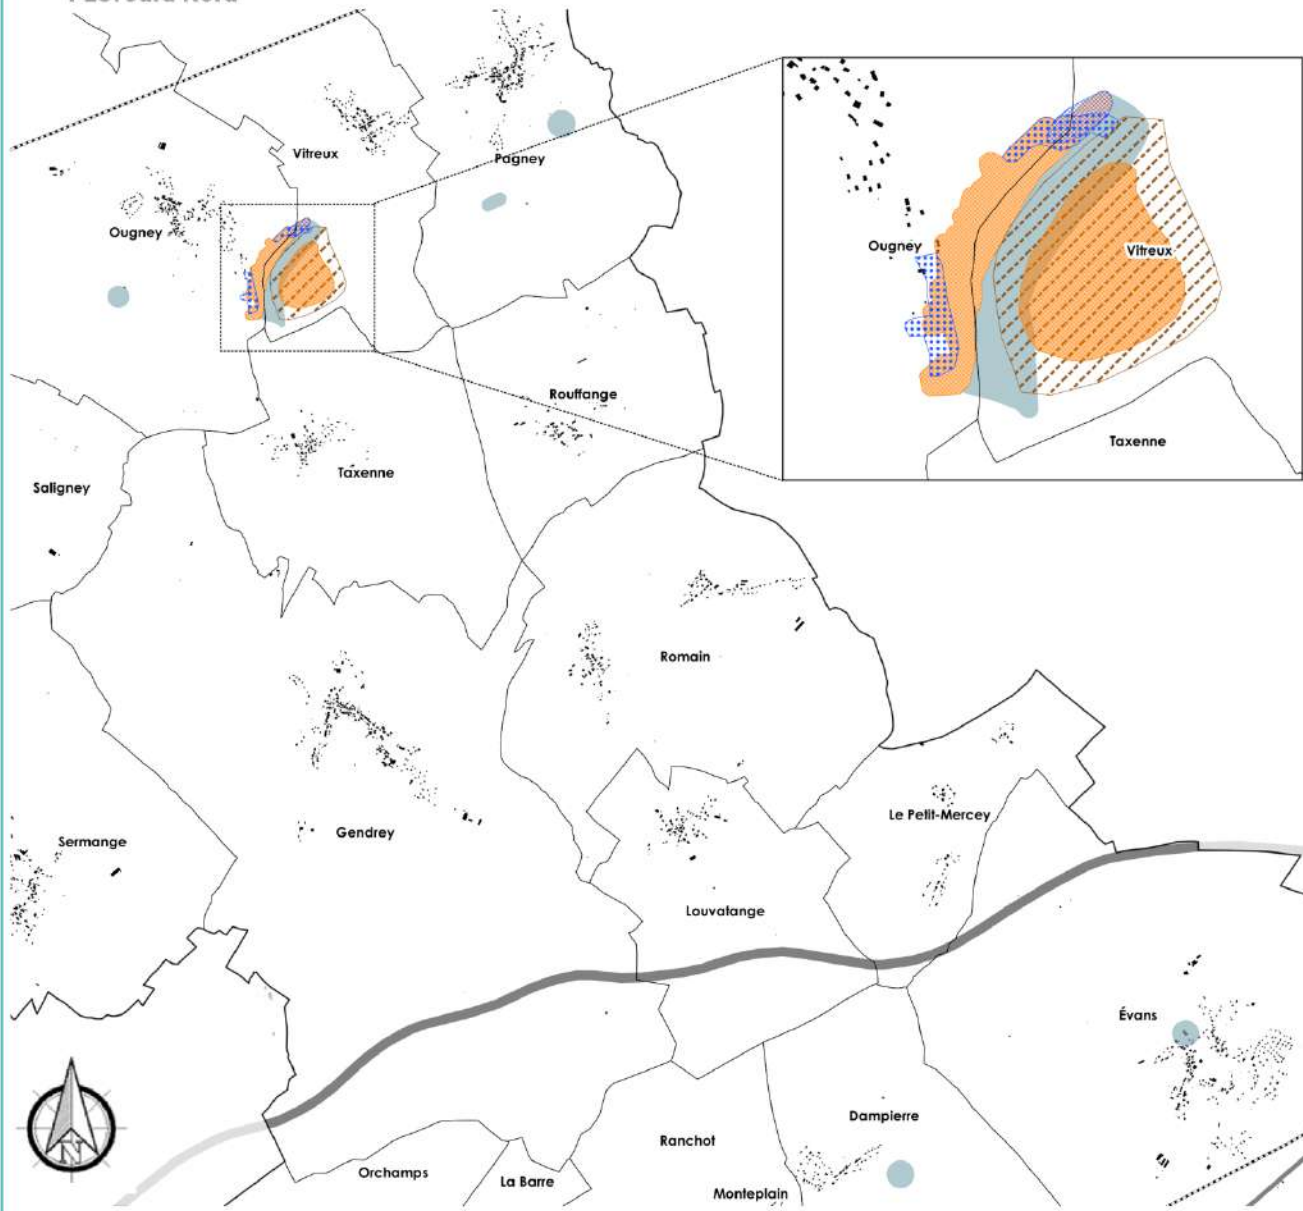 Vitreux
Pagney
Ougney
Ougney
Vitreux
Rouffange
Taxenne
Taxenne
Saligney
Romain
Le Petit-Mercey
Gendrey
Sermange
Louvatange
Évans
Dampierre
N
Ranchot
Orchamps
La Barre
Monteplain